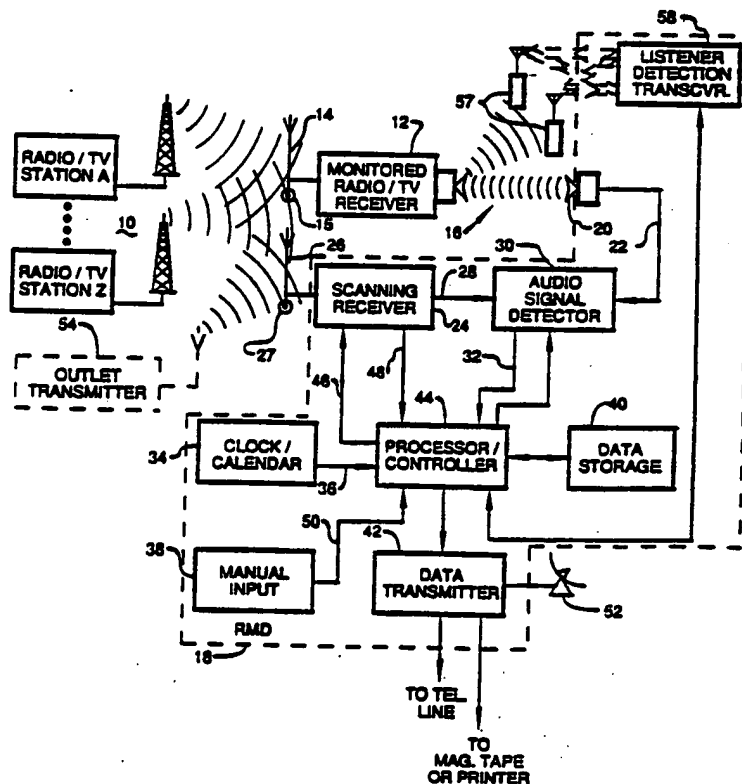 58
LISTENER
DETECTION
TRANSCVR.
57
14
12
RADIO / TV
STATION A
MONITORED
RADIO / TV
RECEIVER
15
16
20
22
10
26
30
RADIO / TV
STATION Z
SCANNING
RECEIVER
28
24
AUDIO
SIGNAL
DETECTOR
54
27
OUTLET
TRANSMITTER
32
46
48
44
40
34
CLOCK /
CALENDAR
36
PROCESSOR /
CONTROLLER
DATA
STORAGE
50
42
38
MANUAL
INPUT
DATA
TRANSMITTER
52
RMD
18
TO TEL.
LINE
TO
MAG. TAPE
OR PRINTER